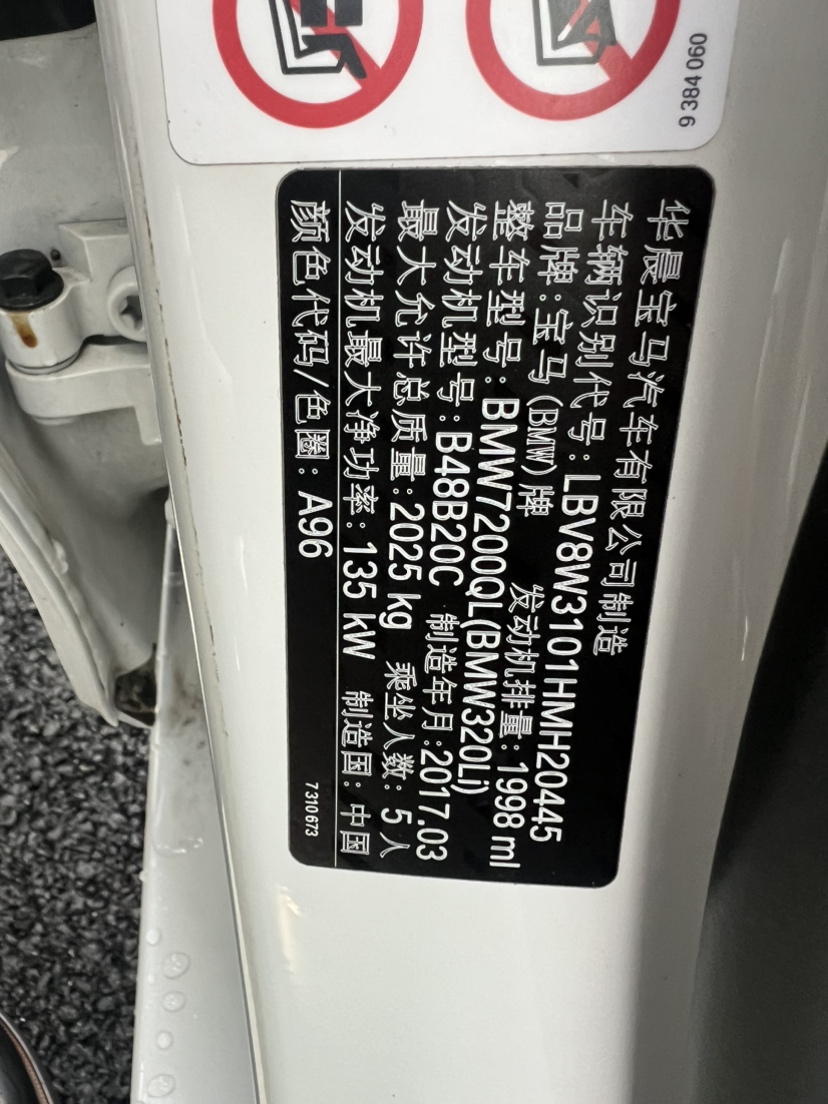 9 384 060
华晨宝马汽车有限公司制造
车辆识别代号:LBV8W3101HMH20445
品牌:宝马(BMW)牌 发动机排量:1998 ml
整车型号:BMW7200QL(BMW320Li)
发动机型号:B48B20C 制造年月:2017.03
最大允许总质量:2025 kg 乘坐人数:5人
发动机最大净功率:135 kW 制造国:中国
颜色代码/色圈:A96
7 310 673